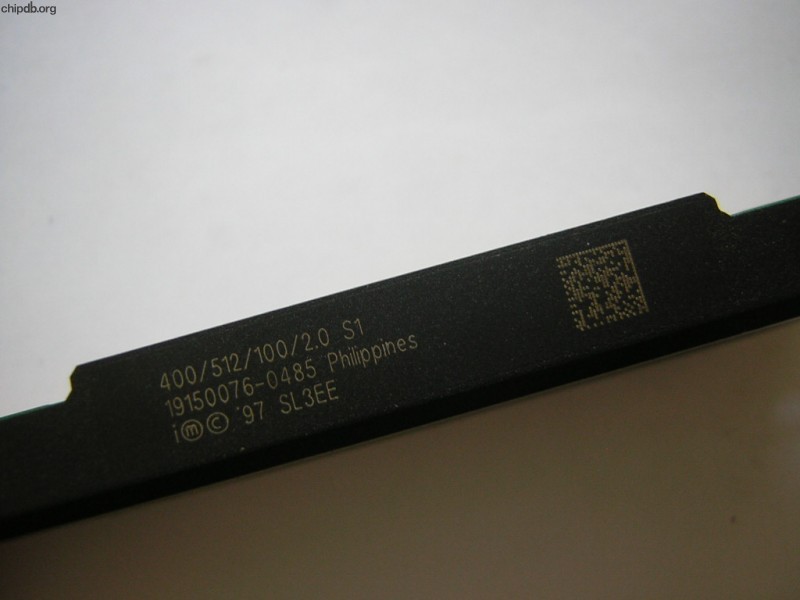 chipdb.org
400/512/100/2.0 S1
19150076-0485 Philippines
i ⓜ © '97 SL3EE